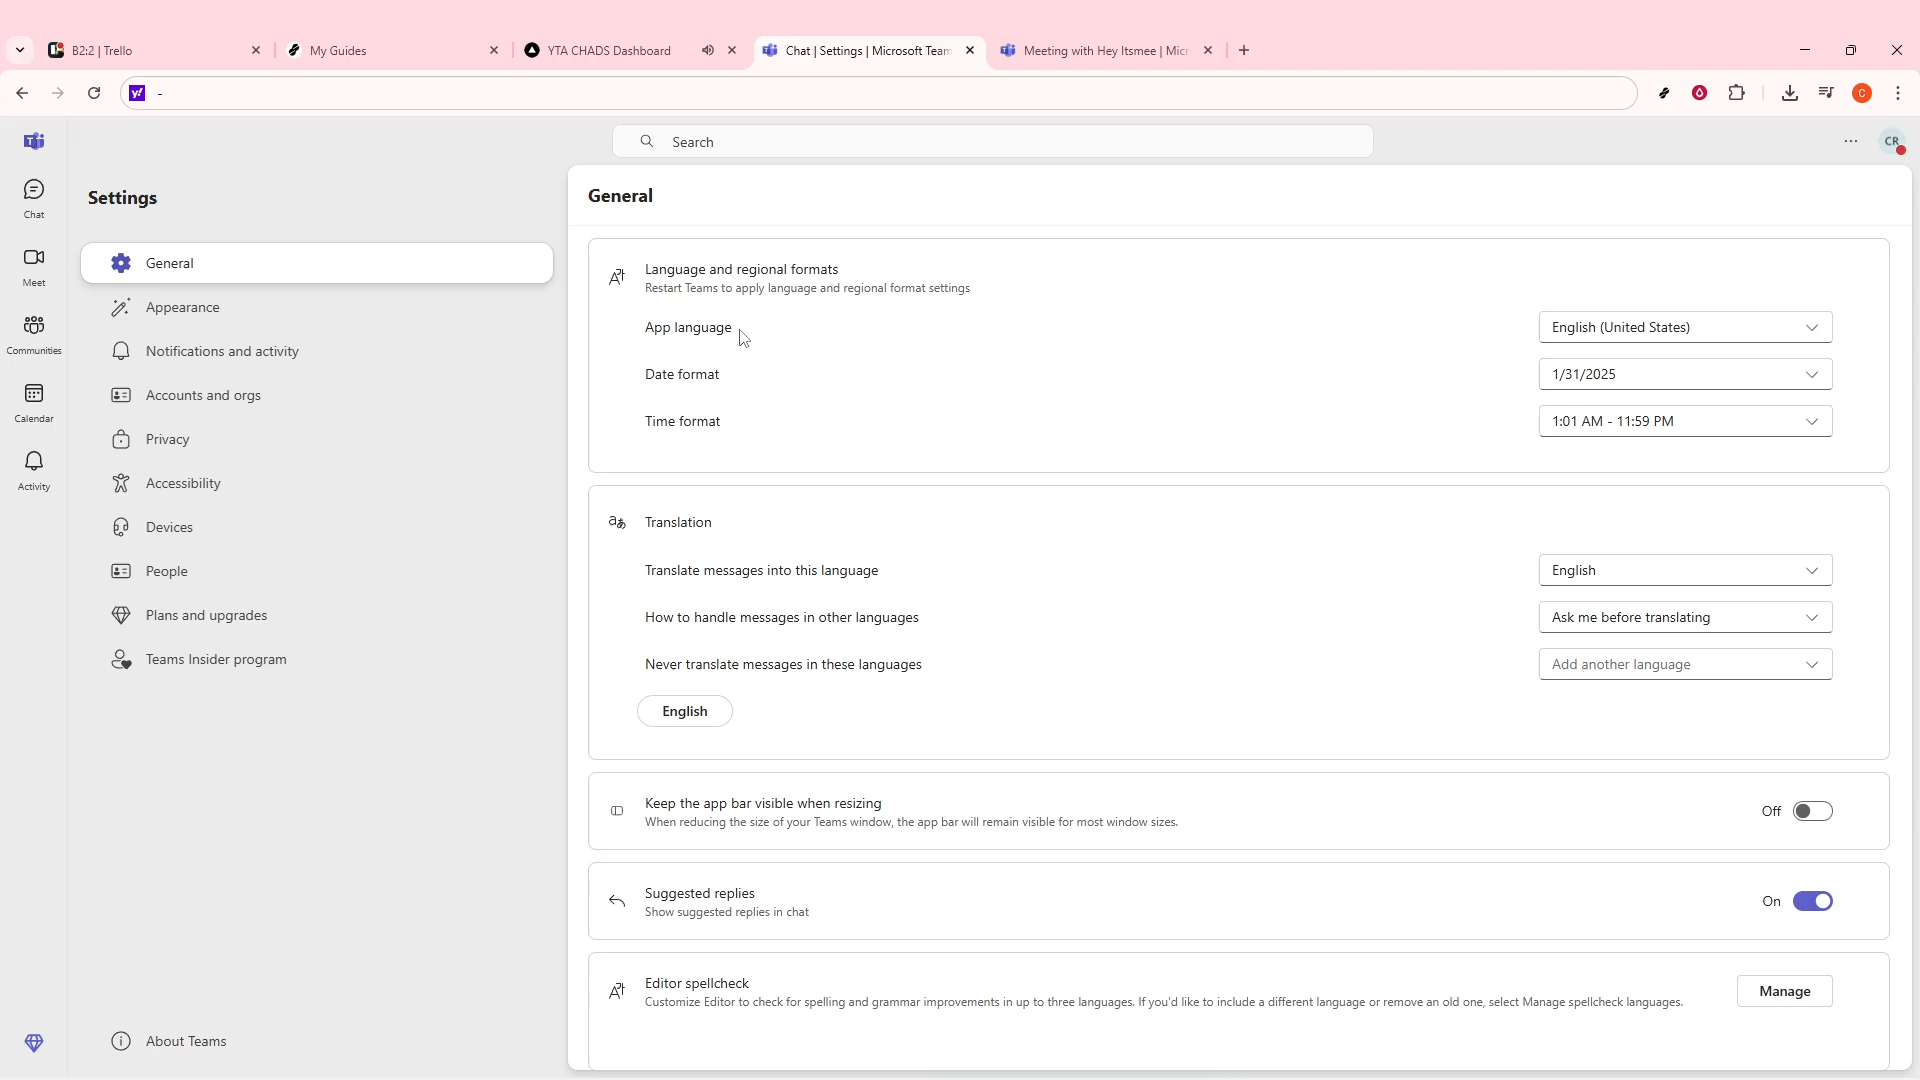 B2:2 | Trello
My Guides
YTA CHADS Dashboard
Chat | Settings | Microsoft Team
Meeting with Hey Itsmee | Micr
-
C
Search
CR
Chat
Meet
Communities
Calendar
Activity
Settings
General
Appearance
Notifications and activity
Accounts and orgs
Privacy
Accessibility
Devices
People
Plans and upgrades
Teams Insider program
About Teams
General
Language and regional formats
Restart Teams to apply language and regional format settings
App language
English (United States)
Date format
1/31/2025
Time format
1:01 AM - 11:59 PM
Translation
Translate messages into this language
English
How to handle messages in other languages
Ask me before translating
Never translate messages in these languages
Add another language
English
Keep the app bar visible when resizing
When reducing the size of your Teams window, the app bar will remain visible for most window sizes.
Off
Suggested replies
Show suggested replies in chat
On
Editor spellcheck
Customize Editor to check for spelling and grammar improvements in up to three languages. If you'd like to include a different language or remove an old one, select Manage spellcheck languages.
Manage